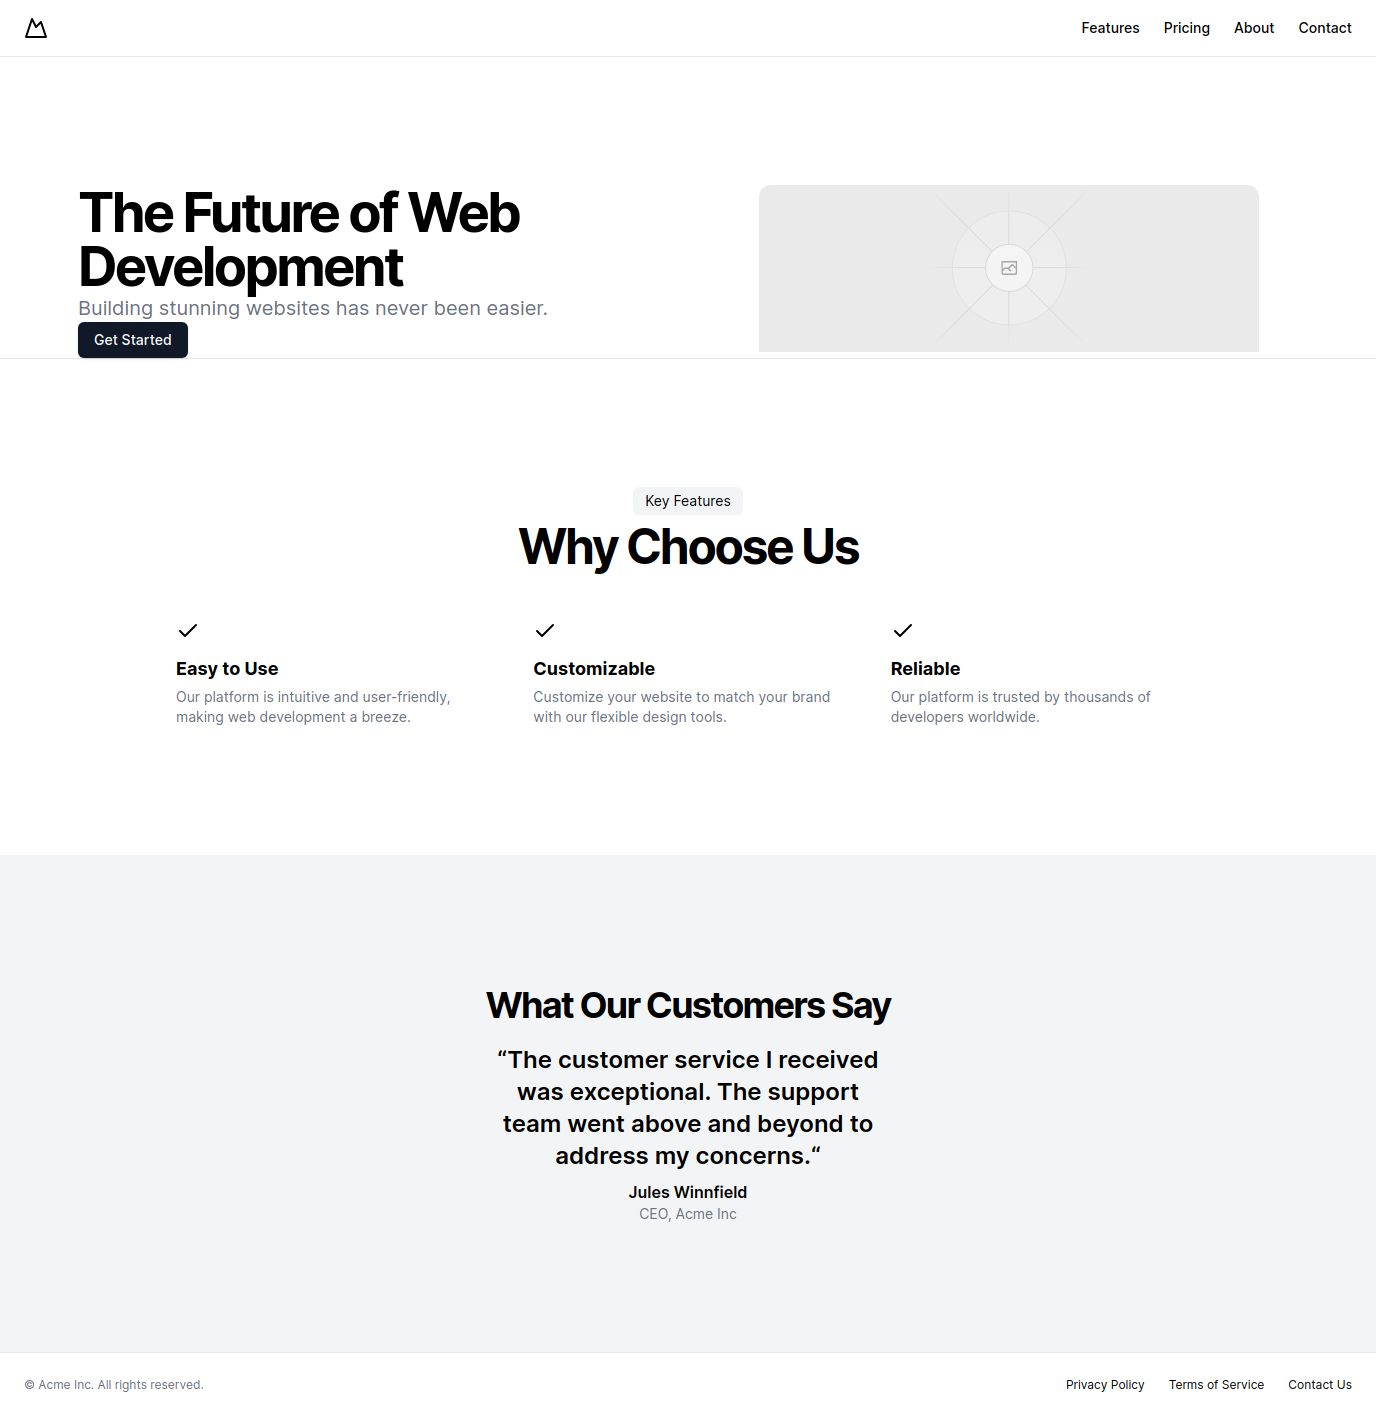 Features Pricing About Contact
The Future of Web
Development
Building stunning websites has never been easier.
Get Started
Key Features
Why Choose Us
Easy to Use
Our platform is intuitive and user-friendly,
making web development a breeze.
Customizable
Customize your website to match your brand
with our flexible design tools.
Reliable
Our platform is trusted by thousands of
developers worldwide.
What Our Customers Say
“The customer service I received
was exceptional. The support
team went above and beyond to
address my concerns.“
Jules Winnfield
CEO, Acme Inc
© Acme Inc. All rights reserved.
Privacy Policy Terms of Service Contact Us